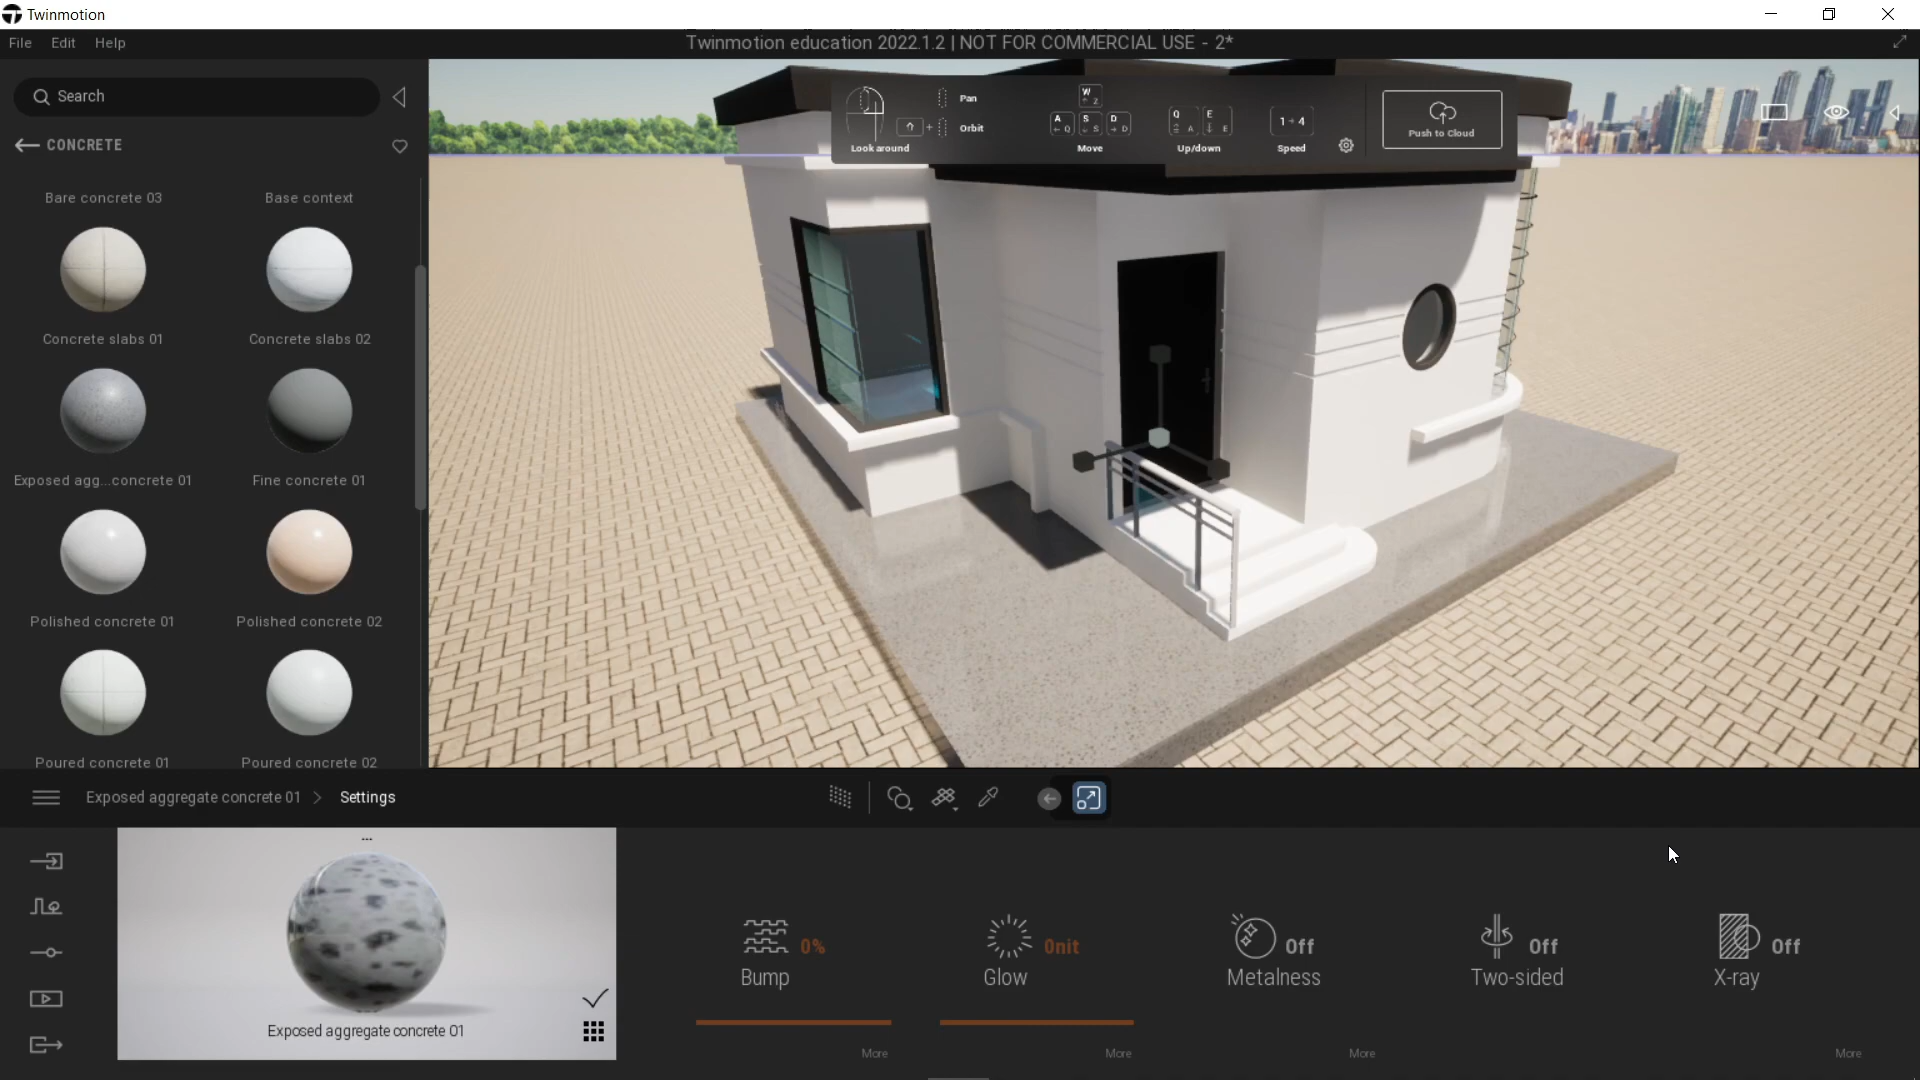 Twinmotion
File Edit Help
Twinmotion education 2022.1.2 | NOT FOR COMMERCIAL USE - 2*
Search
CONCRETE
Bare concrete 03
Base context
Concrete slabs 01
Concrete slabs 02
Exposed agg...concrete 01
Fine concrete 01
Polished concrete 01
Polished concrete 02
Poured concrete 01
Poured concrete 02
Look around
Pan
Orbit
W
Z
A
Q
S
S
D
D
Move
Q
A
E
E
Up/down
1 → 4
Speed
Push to Cloud
Exposed aggregate concrete 01 > Settings
...
Exposed aggregate concrete 01
0%
Bump
More
0nit
Glow
More
Off
Metalness
More
Off
Two-sided
Off
X-ray
More